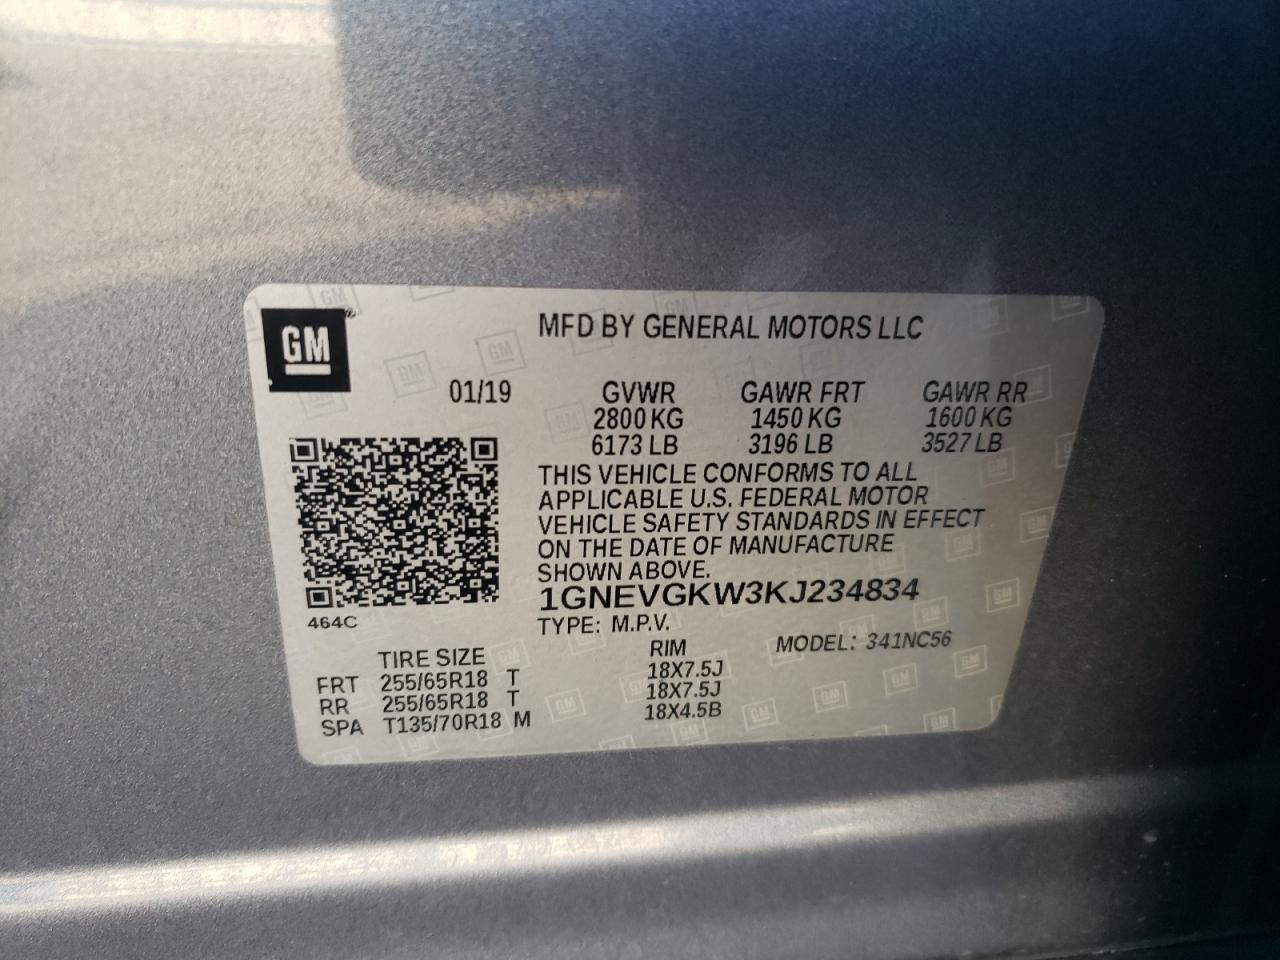 GM
MFD BY GENERAL MOTORS LLC
01/19 GVWR GAWR FRT GAWR RR
2800 KG 1450 KG 1600 KG
6173 LB 3196 LB 3527 LB
THIS VEHICLE CONFORMS TO ALL
APPLICABLE U.S. FEDERAL MOTOR
VEHICLE SAFETY STANDARDS IN EFFECT
ON THE DATE OF MANUFACTURE
SHOWN ABOVE.
1GNEVGKW3KJ234834
464C
TYPE: M.P.V. MODEL: 341NC56
TIRE SIZE RIM
FRT 255/65R18 T 18X7.5J
RR 255/65R18 T 18X7.5J
SPA T135/70R18 M 18X4.5B